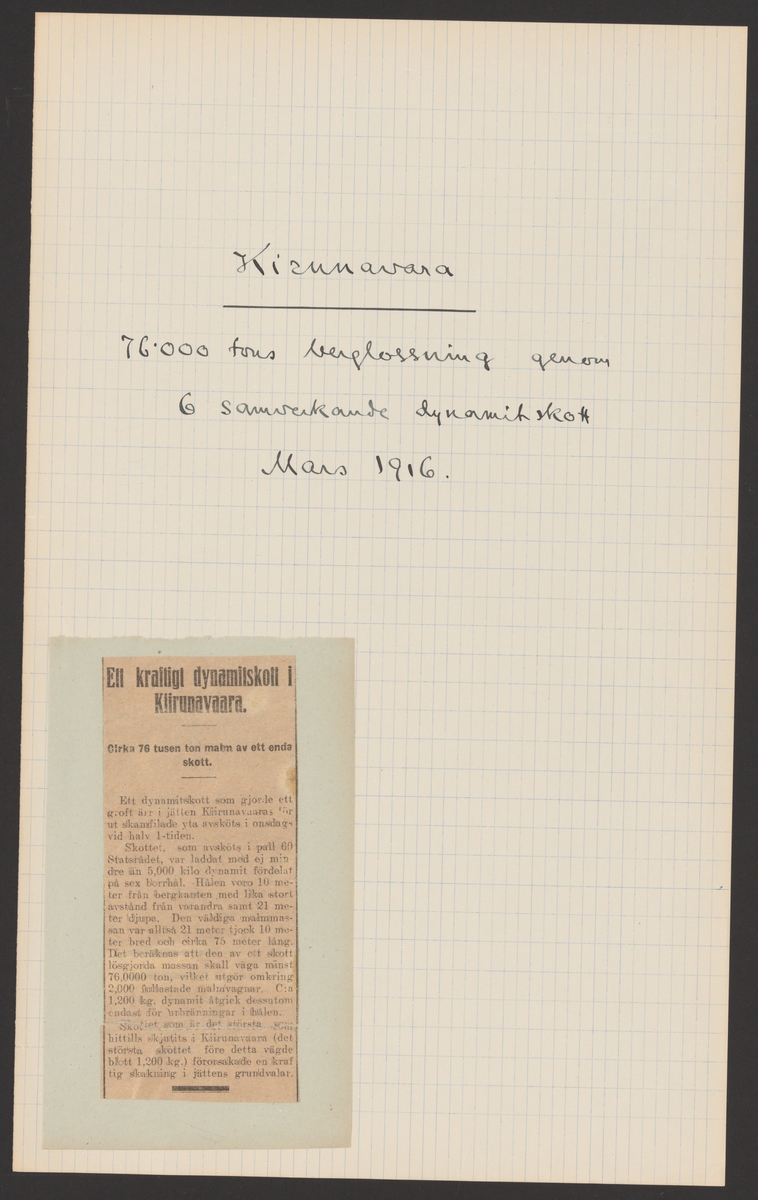 Kirunavara
76·000 tons berglossning genom
6 samverkande dynamitskott
Mars 1916.
Ett kraftigt dynamitskott i
Kiirunavaara.
Cirka 76 tusen ton malm av ett enda
skott.
Ett dynamitskott som gjorde ett
groft ärr i jätten Kiirunavaaras för
ut skamfilade yta avsköts i onsdags
vid halv 1-tiden.
Skottet, som avsköts i pall 60
Statsrådet, var laddat med ej min
dre än 5,000 kilo dynamit fördelat
på sex borrhål. Hålen voro 10 me-
ter från bergkanten med lika stort
avstånd från varandra samt 21 me-
ter djupa. Den väldiga malmmas-
san var alltså 21 meter tjock 10 me-
ter bred och cirka 75 meter lång.
Det beräknas att den av ett skott
lösgjorda massan skall väga minst
76,0000 ton, vilket utgör omkring
2,000 fullastade malmvagnar. C:a
1,200 kg. dynamit åtgick dessutom
endast för urbränningar i hålen.
Skottet som är det största som
hittills skjutits i Kiirunavaara (det
största skottet före detta vägde
blott 1,200 kg.) förorsakade en kraf
tig skakning i jättens grundvalar.